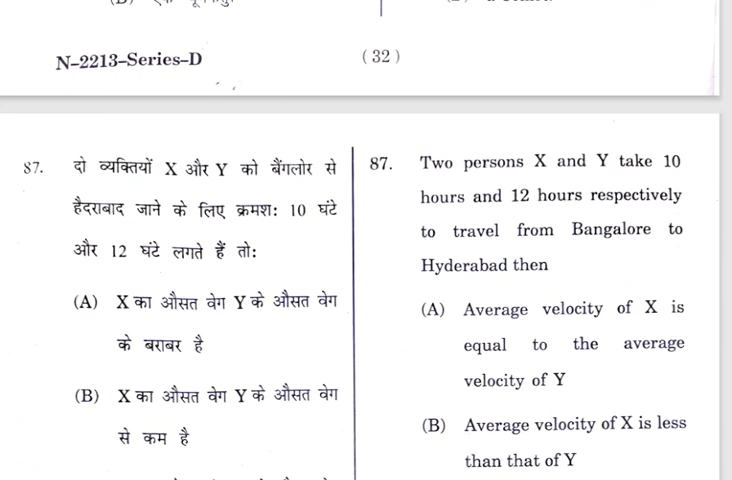 N–2213–Series–D
( 32 )
87. दो व्यक्तियों X और Y को बैंगलोर से
हैदराबाद जाने के लिए क्रमशः 10 घंटे
और 12 घंटे लगते हैं तो:
(A) X का औसत वेग Y के औसत वेग
के बराबर है
(B) X का औसत वेग Y के औसत वेग
से कम है
87. Two persons X and Y take 10
hours and 12 hours respectively
to travel from Bangalore to
Hyderabad then
(A) Average velocity of X is
equal to the average
velocity of Y
(B) Average velocity of X is less
than that of Y